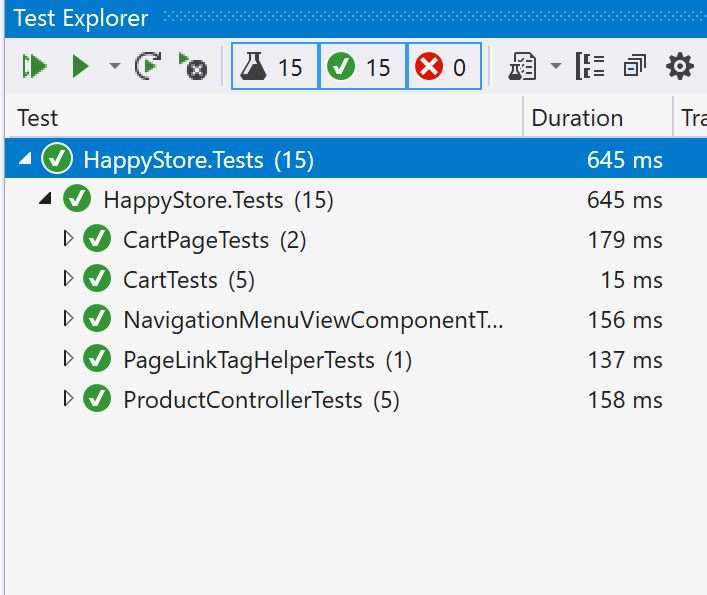 Test Explorer
15 15 0
Test Duration Tra
HappyStore.Tests (15) 645 ms
HappyStore.Tests (15) 645 ms
CartPageTests (2) 179 ms
CartTests (5) 15 ms
NavigationMenuViewComponentT... 156 ms
PageLinkTagHelperTests (1) 137 ms
ProductControllerTests (5) 158 ms